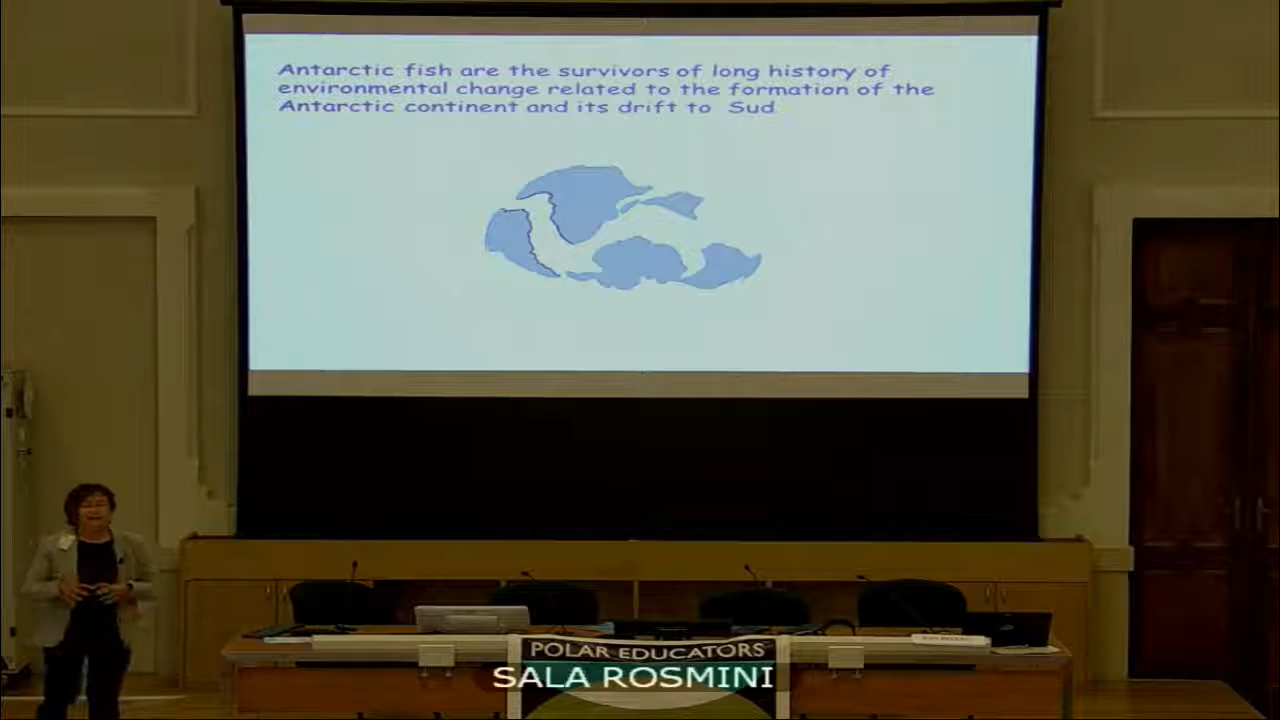 Antarctic fish are the survivors of long history of
environmental change related to the formation of the
Antarctic continent and its drift to Sud
POLAR EDUCATORS
SALA ROSMINI